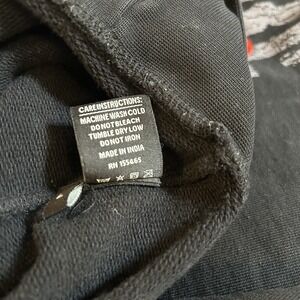 CARE INSTRUCTIONS:
MACHINE WASH COLD
DO NOT BLEACH
TUMBLE DRY LOW
DO NOT IRON
MADE IN INDIA
RN 155465